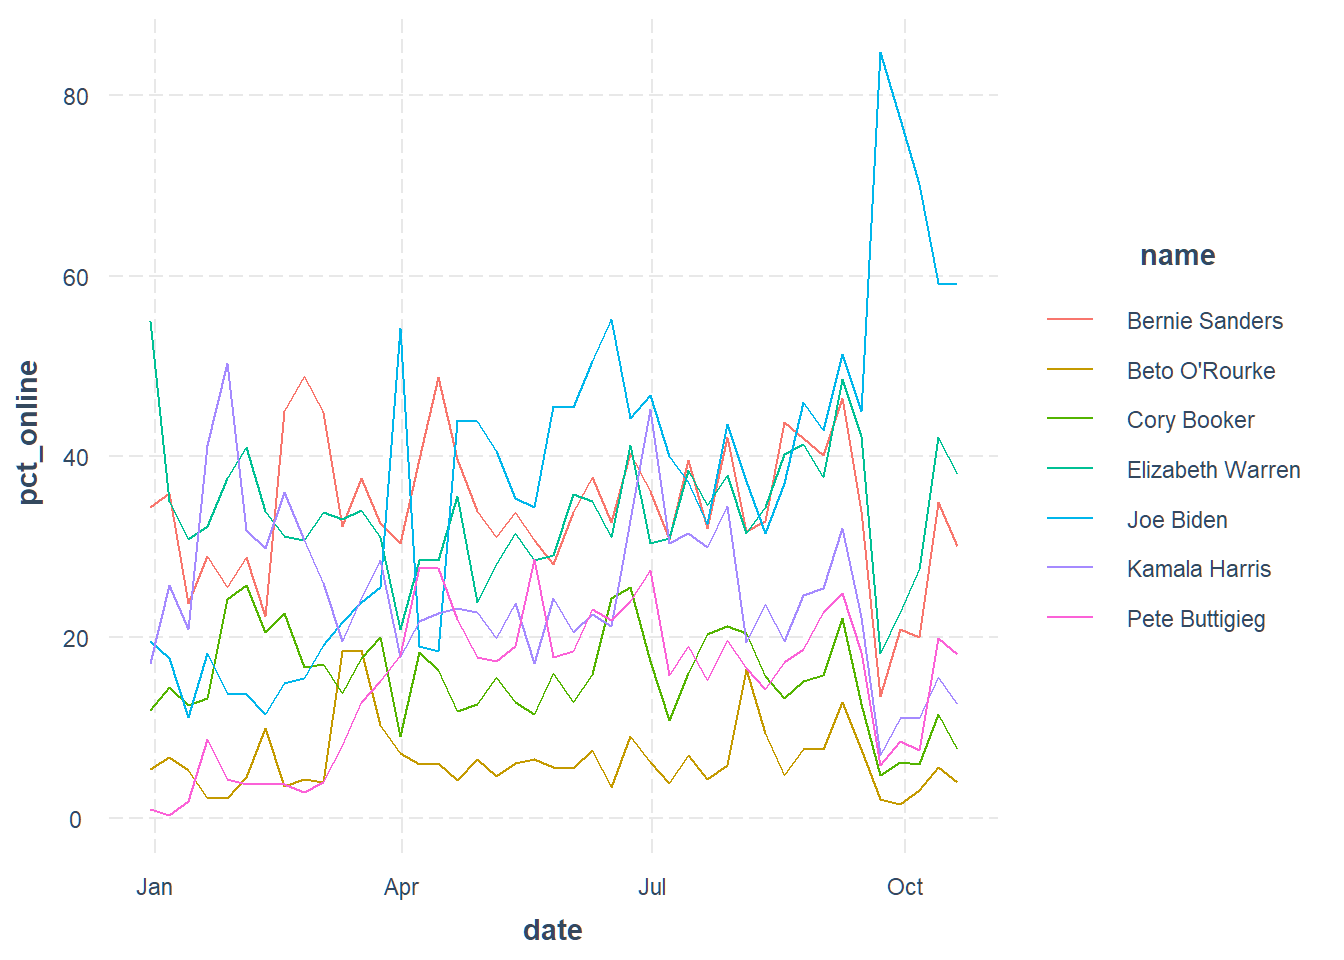 80
60
40
20
0
pct_online
Jan Apr Jul Oct
date
name
Bernie Sanders
Beto O'Rourke
Cory Booker
Elizabeth Warren
Joe Biden
Kamala Harris
Pete Buttigieg